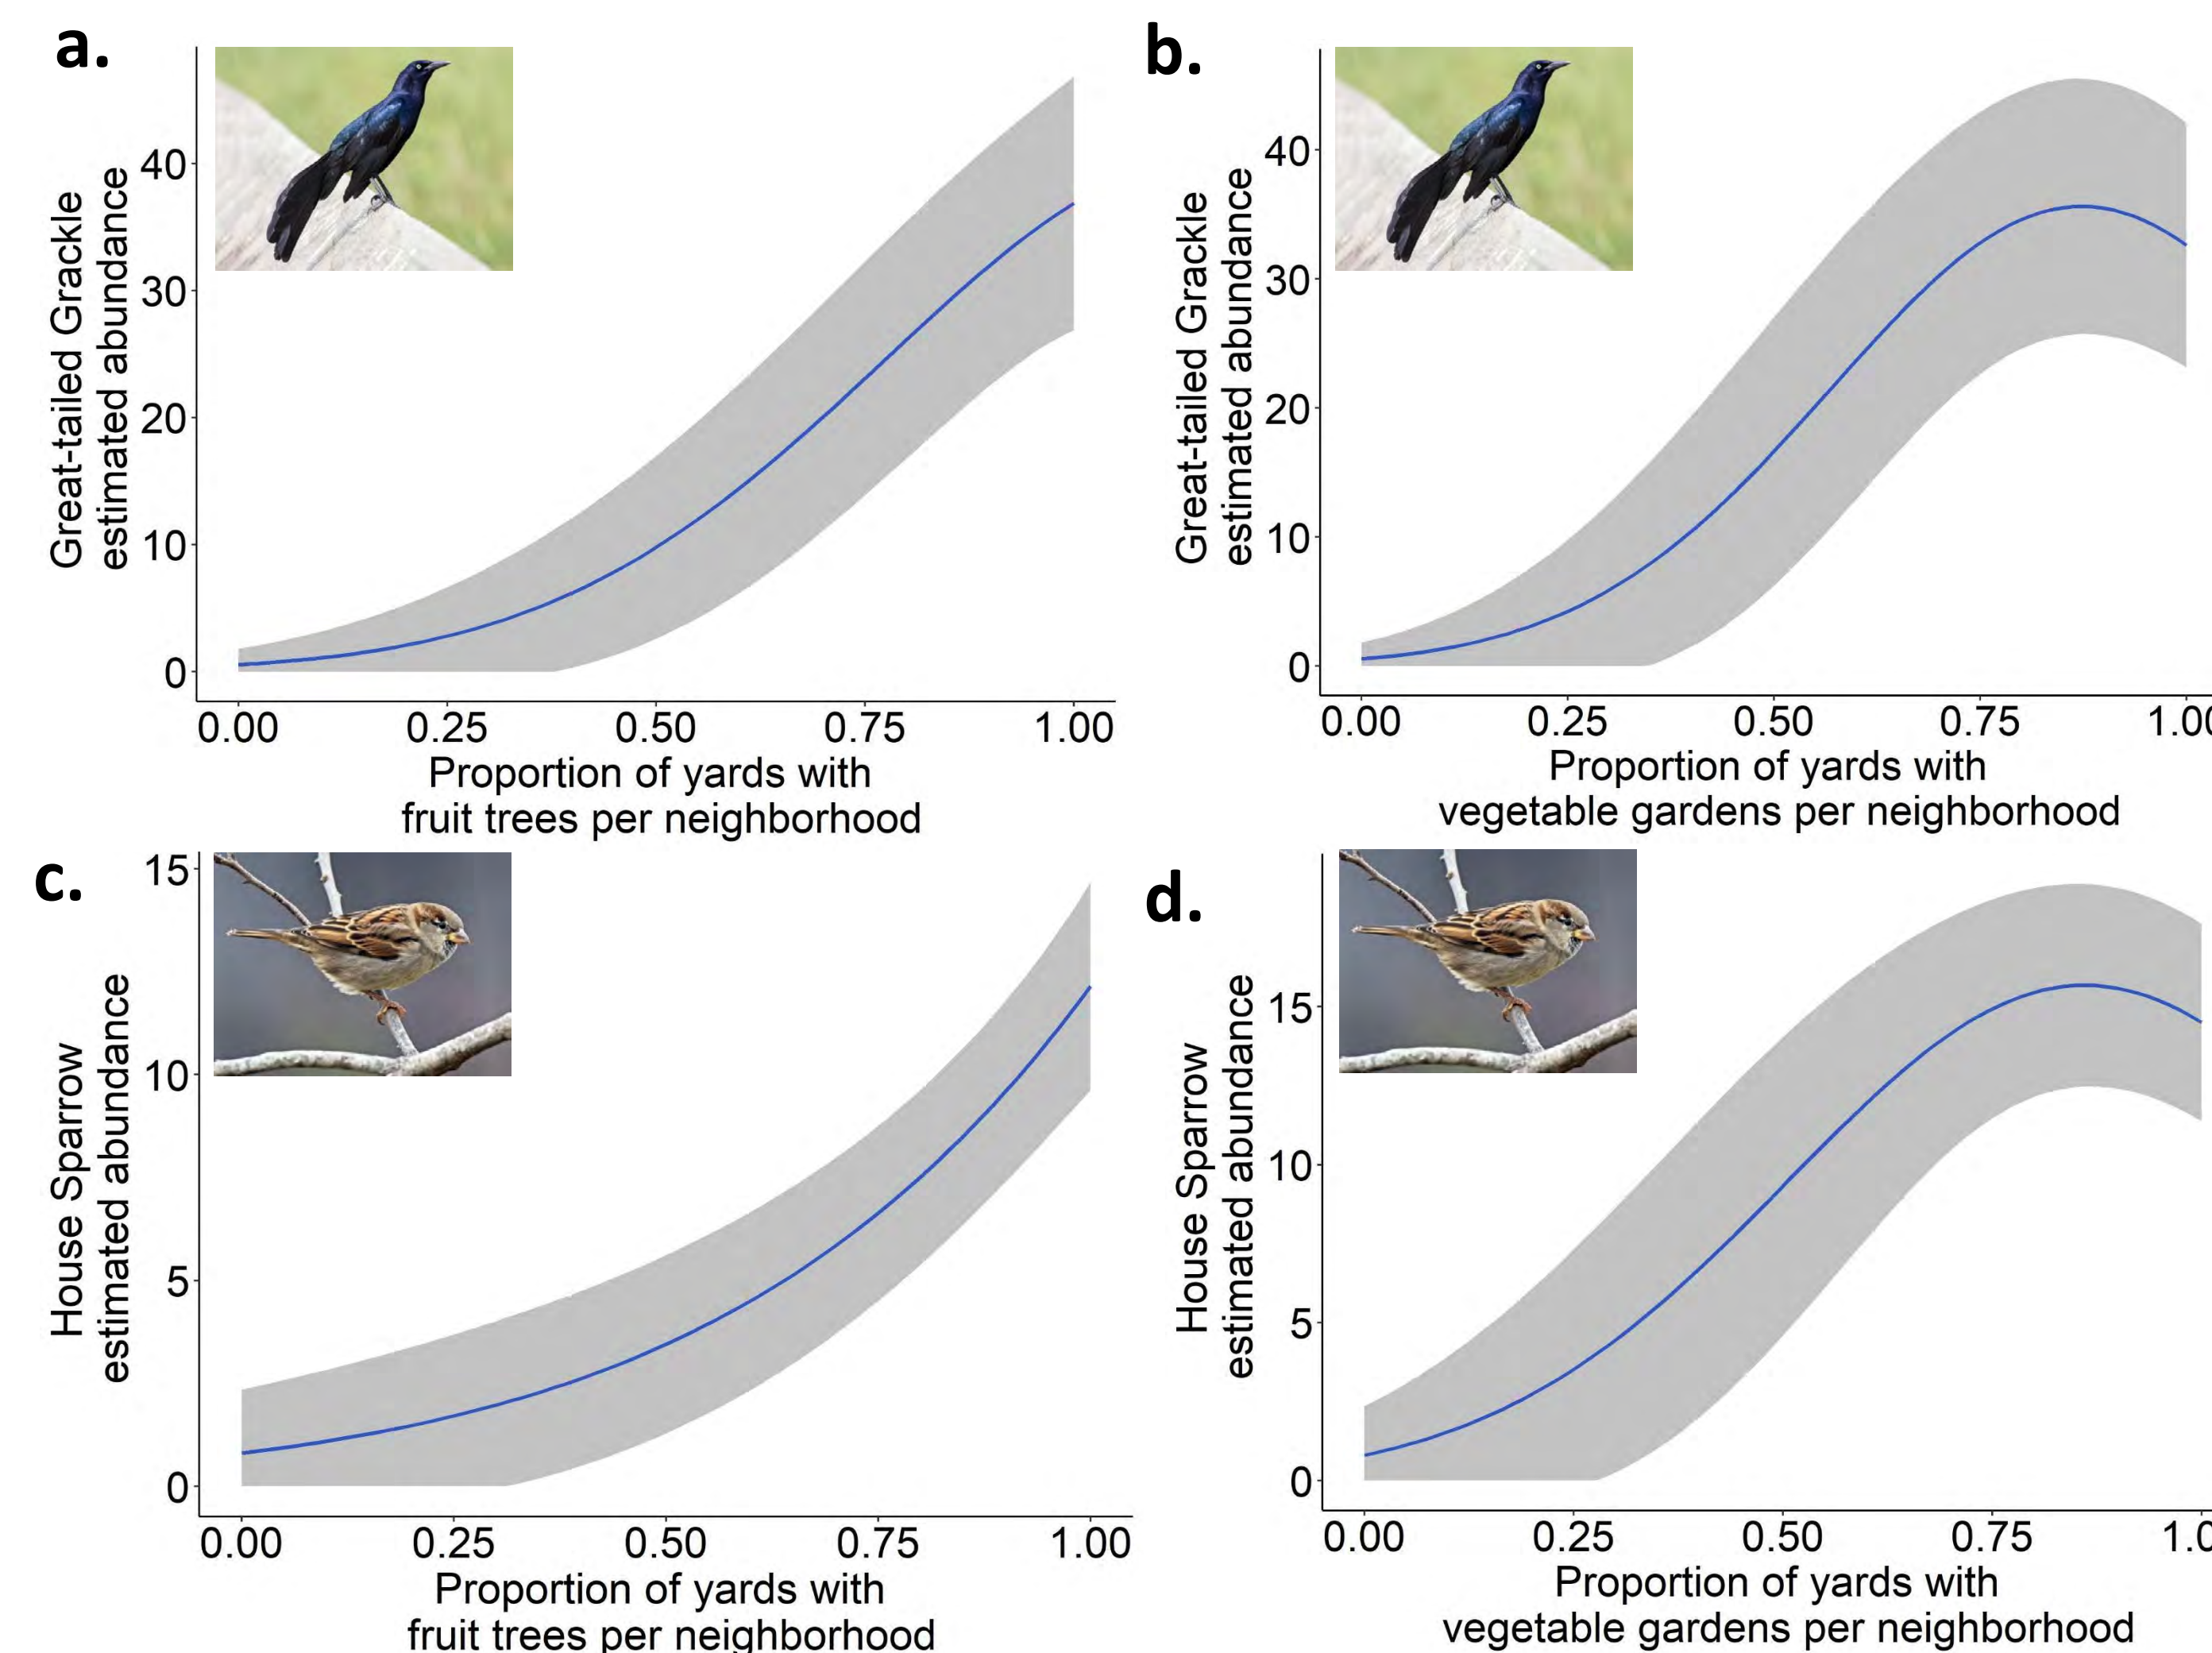 a.
Great-tailed Grackle
estimated abundance
40
30
20
10
0
0.00 0.25 0.50 0.75 1.00
Proportion of yards with
fruit trees per neighborhood
b.
Great-tailed Grackle
estimated abundance
40
30
20
10
0
0.00 0.25 0.50 0.75 1.00
Proportion of yards with
vegetable gardens per neighborhood
c.
House Sparrow
estimated abundance
15
10
5
0
0.00 0.25 0.50 0.75 1.00
Proportion of yards with
fruit trees per neighborhood
d.
House Sparrow
estimated abundance
15
10
5
0
0.00 0.25 0.50 0.75 1.0
Proportion of yards with
vegetable gardens per neighborhood